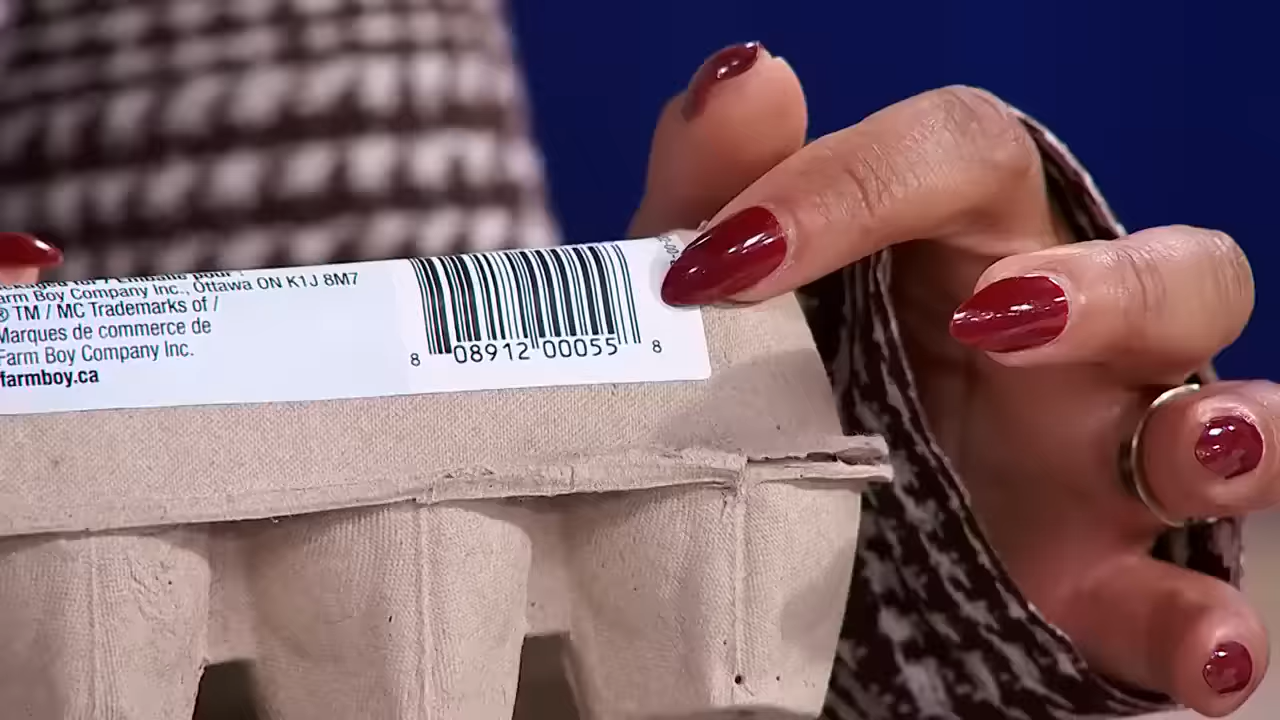 arm Boy Company Inc., Ottawa ON K1J 8M7
® TM / MC Trademarks of /
Marques de commerce de
Farm Boy Company Inc.
farmboy.ca
8 08912 00055 8